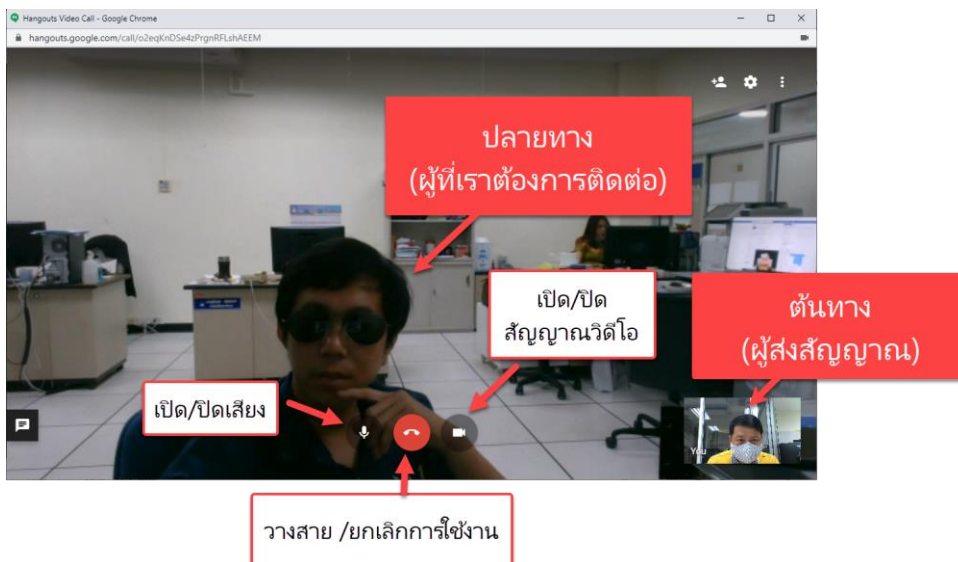 Hangouts Video Call - Google Chrome
hangouts.google.com/call/o2eqKnDSe4zPrgnRFLshAEEM
ปลายทาง
(ผู้ที่เราต้องการติดต่อ)
เปิด/ปิด
สัญญาณวิดีโอ
ต้นทาง
(ผู้ส่งสัญญาณ)
เปิด/ปิดเสียง
You
วางสาย /ยกเลิกการใช้งาน